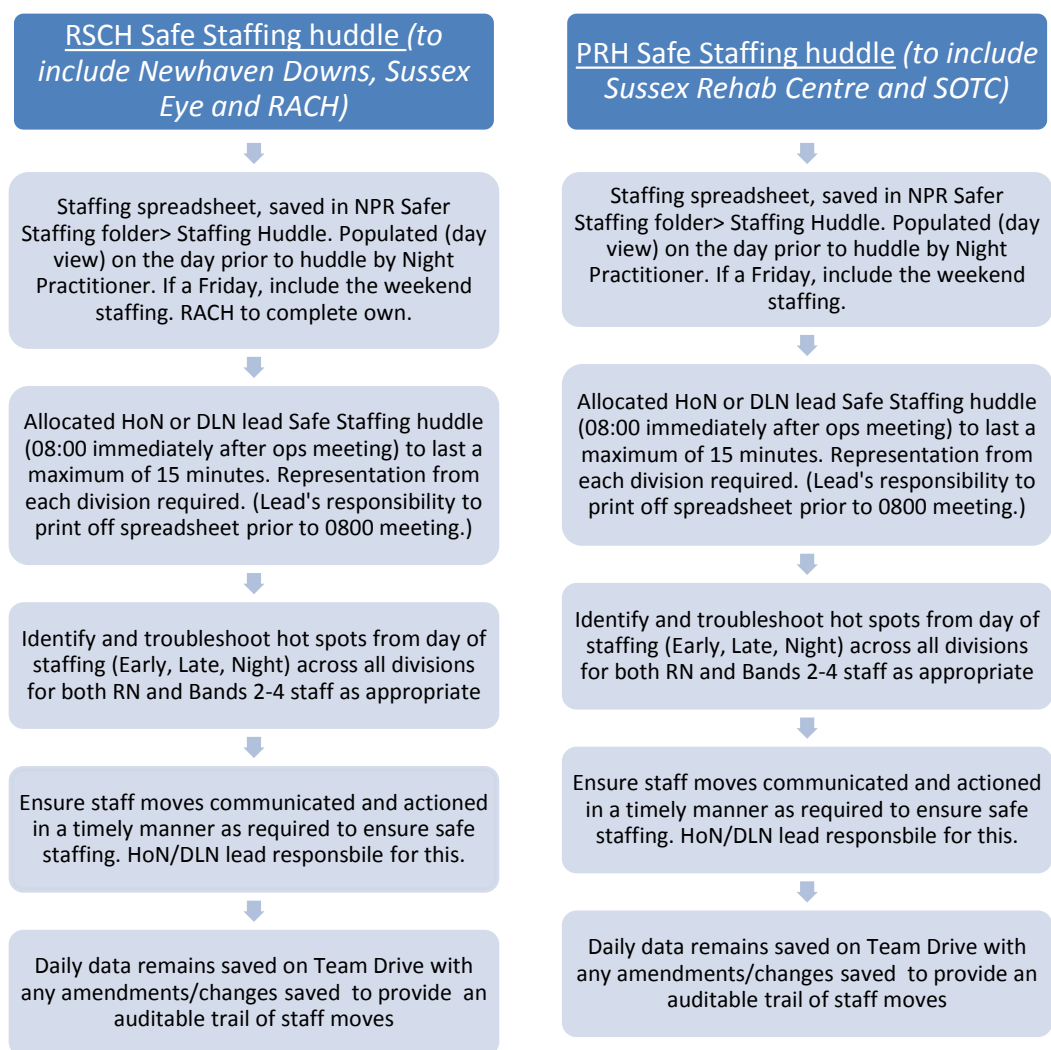 RSCH Safe Staffing huddle (to
include Newhaven Downs, Sussex
Eye and RACH)
Staffing spreadsheet, saved in NPR Safer
Staffing folder> Staffing Huddle. Populated (day
view) on the day prior to huddle by Night
Practitioner. If a Friday, include the weekend
staffing. RACH to complete own.
Allocated HoN or DLN lead Safe Staffing huddle
(08:00 immediately after ops meeting) to last a
maximum of 15 minutes. Representation from
each division required. (Lead's responsibility to
print off spreadsheet prior to 0800 meeting.)
Identify and troubleshoot hot spots from day of
staffing (Early, Late, Night) across all divisions
for both RN and Bands 2-4 staff as appropriate
Ensure staff moves communicated and actioned
in a timely manner as required to ensure safe
staffing. HoN/DLN lead responsbile for this.
Daily data remains saved on Team Drive with
any amendments/changes saved to provide an
auditable trail of staff moves
PRH Safe Staffing huddle (to include
Sussex Rehab Centre and SOTC)
Staffing spreadsheet, saved in NPR Safer
Staffing folder> Staffing Huddle. Populated (day
view) on the day prior to huddle by Night
Practitioner. If a Friday, include the weekend
staffing.
Allocated HoN or DLN lead Safe Staffing huddle
(08:00 immediately after ops meeting) to last a
maximum of 15 minutes. Representation from
each division required. (Lead's responsibility to
print off spreadsheet prior to 0800 meeting.)
Identify and troubleshoot hot spots from day of
staffing (Early, Late, Night) across all divisions
for both RN and Bands 2-4 staff as appropriate
Ensure staff moves communicated and actioned
in a timely manner as required to ensure safe
staffing. HoN/DLN lead responsbile for this.
Daily data remains saved on Team Drive with
any amendments/changes saved to provide an
auditable trail of staff moves